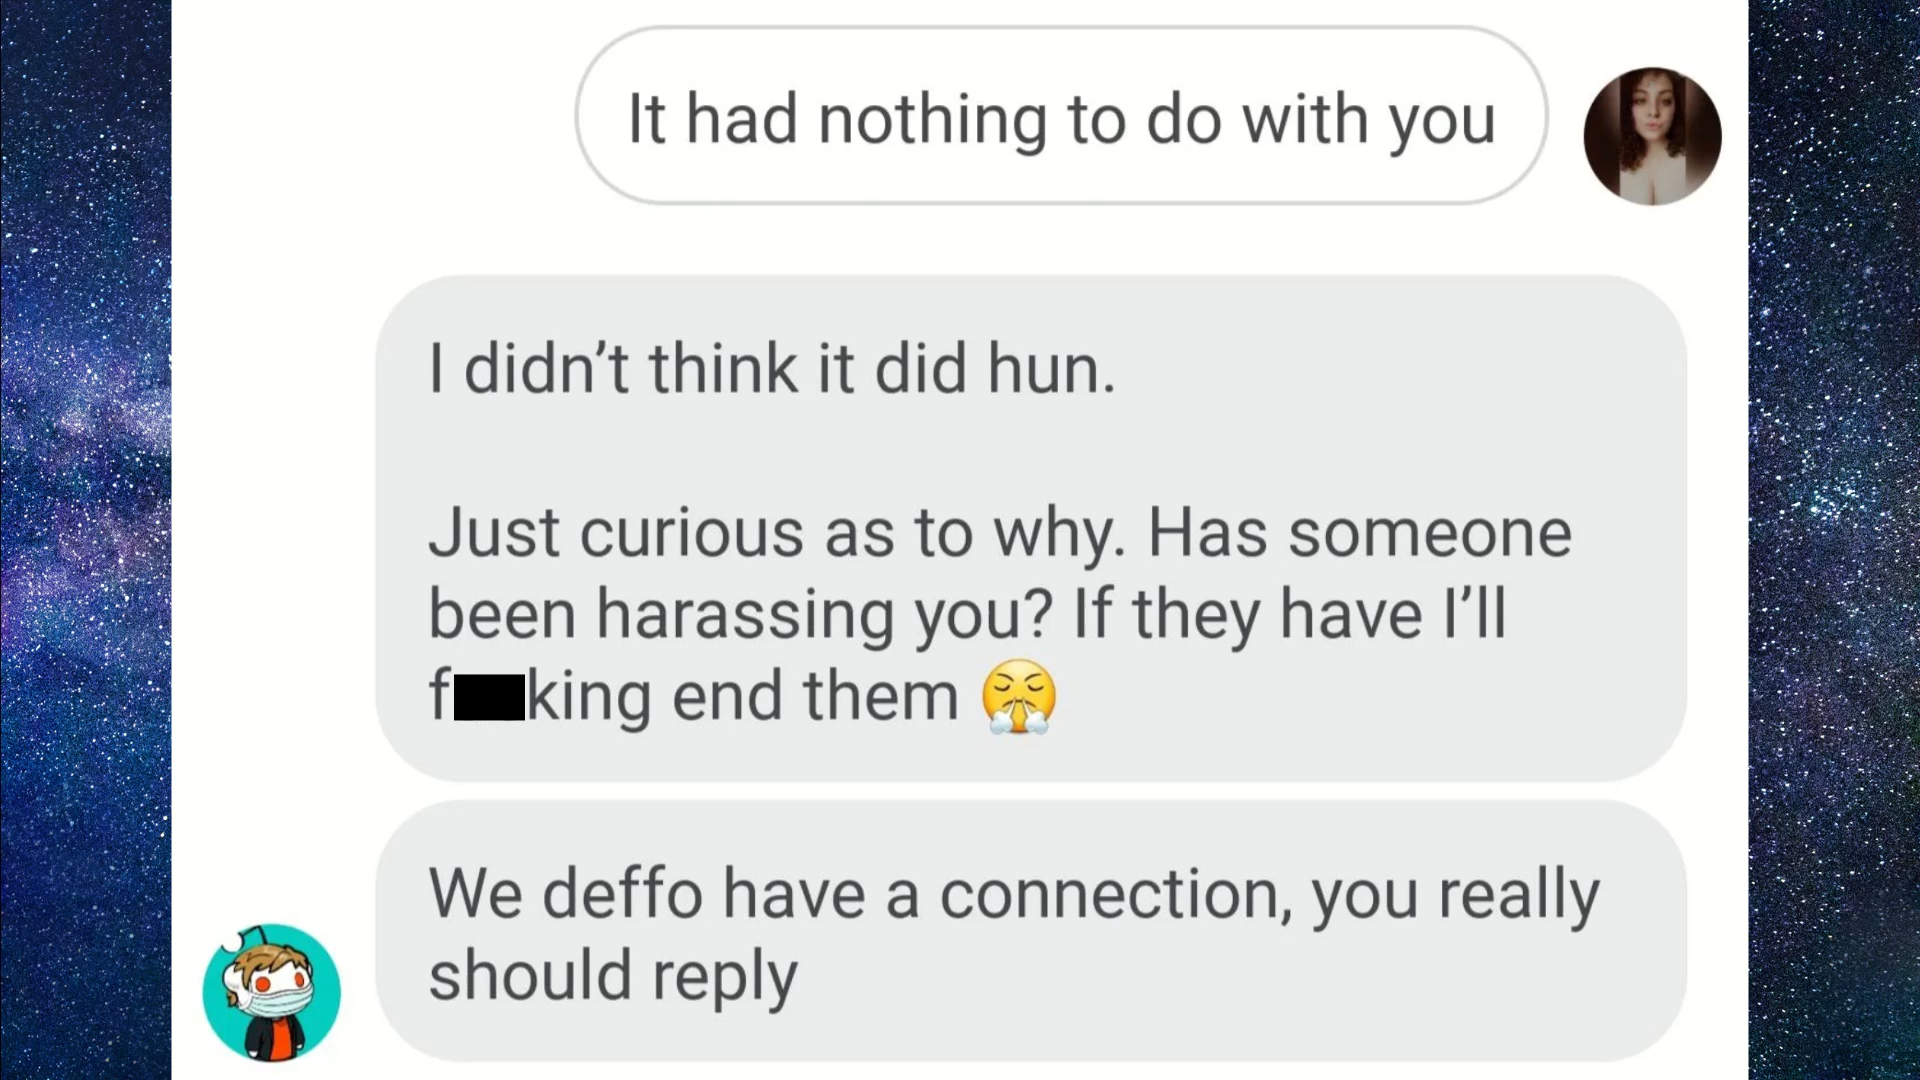 It had nothing to do with you
I didn’t think it did hun.
Just curious as to why. Has someone
been harassing you? If they have I’ll
f king end them 😤
We deffo have a connection, you really
should reply